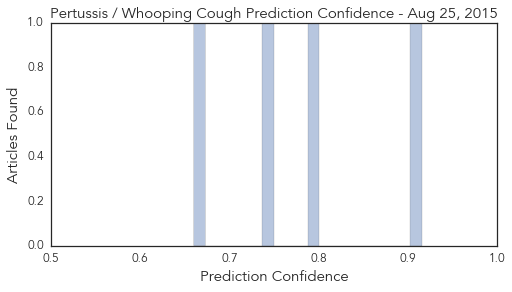 Pertussis / Whooping Cough Prediction Confidence - Aug 25, 2015
1.0
0.8
0.6
0.4
0.2
0.0
Articles Found
0.5 0.6 0.7 0.8 0.9 1.0
Prediction Confidence